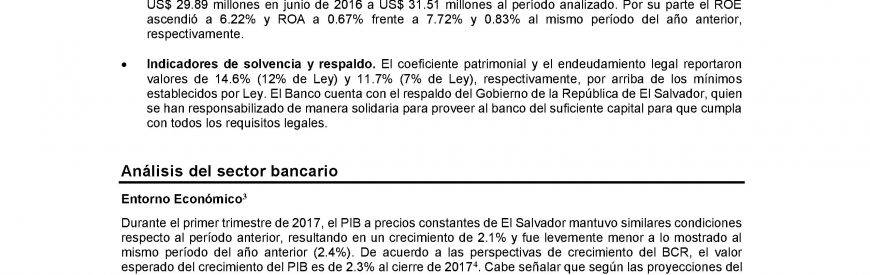 US$ 29.89 millones en junio de 2016 a US$ 31.51 millones al período analizado. Por su parte el ROE
ascendió a 6.22% y ROA a 0.67% frente a 7.72% y 0.83% al mismo período del año anterior,
respectivamente.
• Indicadores de solvencia y respaldo. El coeficiente patrimonial y el endeudamiento legal reportaron
valores de 14.6% (12% de Ley) y 11.7% (7% de Ley), respectivamente, por arriba de los mínimos
establecidos por Ley. El Banco cuenta con el respaldo del Gobierno de la República de El Salvador, quien
se han responsabilizado de manera solidaria para proveer al banco del suficiente capital para que cumpla
con todos los requisitos legales.
Análisis del sector bancario
Entorno Económico³
Durante el primer trimestre de 2017, el PIB a precios constantes de El Salvador mantuvo similares condiciones
respecto al período anterior, resultando en un crecimiento de 2.1% y fue levemente menor a lo mostrado al
mismo período del año anterior (2.4%). De acuerdo a las perspectivas de crecimiento del BCR, el valor
esperado del crecimiento del PIB es de 2.3% al cierre de 2017⁴. Cabe señalar que según las proyecciones del